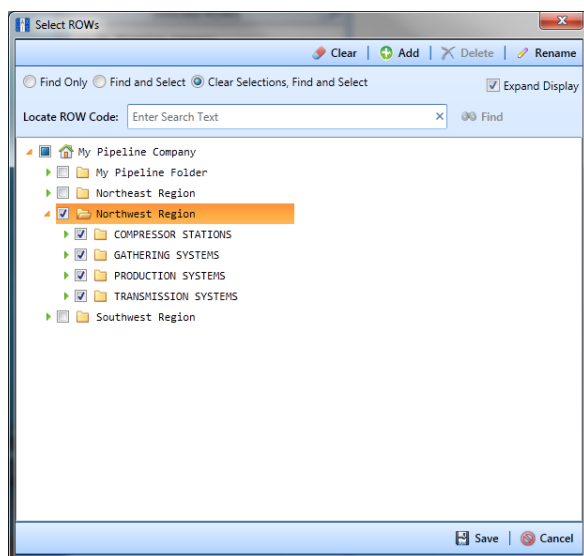 Select ROWs
Clear | Add | Delete | Rename
Find Only Find and Select Clear Selections, Find and Select Expand Display
Locate ROW Code: Enter Search Text Find
My Pipeline Company
My Pipeline Folder
Northeast Region
Northwest Region
COMPRESSOR STATIONS
GATHERING SYSTEMS
PRODUCTION SYSTEMS
TRANSMISSION SYSTEMS
Southwest Region
Save | Cancel